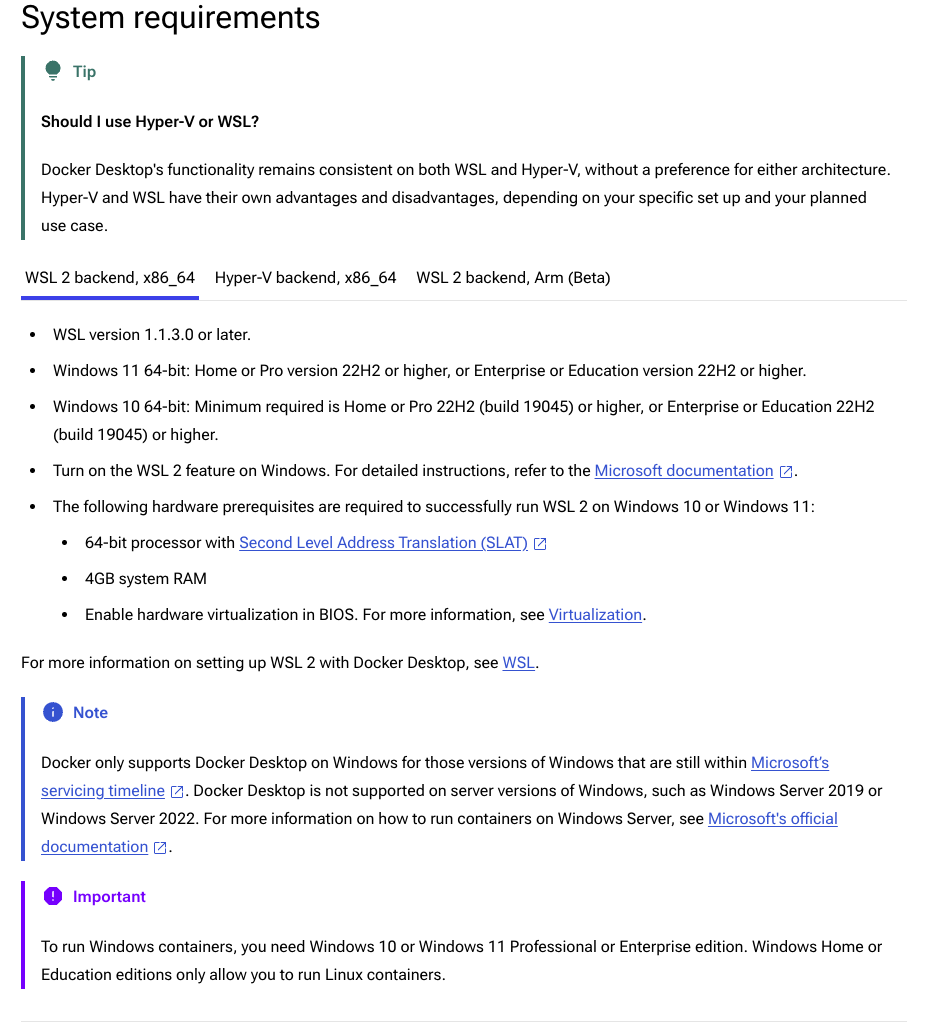 System requirements
Tip
Should I use Hyper-V or WSL?
Docker Desktop's functionality remains consistent on both WSL and Hyper-V, without a preference for either architecture.
Hyper-V and WSL have their own advantages and disadvantages, depending on your specific set up and your planned
use case.
WSL 2 backend, x86_64 Hyper-V backend, x86_64 WSL 2 backend, Arm (Beta)
• WSL version 1.1.3.0 or later.
• Windows 11 64-bit: Home or Pro version 22H2 or higher, or Enterprise or Education version 22H2 or higher.
• Windows 10 64-bit: Minimum required is Home or Pro 22H2 (build 19045) or higher, or Enterprise or Education 22H2
(build 19045) or higher.
• Turn on the WSL 2 feature on Windows. For detailed instructions, refer to the Microsoft documentation.
• The following hardware prerequisites are required to successfully run WSL 2 on Windows 10 or Windows 11:
• 64-bit processor with Second Level Address Translation (SLAT)
• 4GB system RAM
• Enable hardware virtualization in BIOS. For more information, see Virtualization.
For more information on setting up WSL 2 with Docker Desktop, see WSL.
Note
Docker only supports Docker Desktop on Windows for those versions of Windows that are still within Microsoft's
servicing timeline. Docker Desktop is not supported on server versions of Windows, such as Windows Server 2019 or
Windows Server 2022. For more information on how to run containers on Windows Server, see Microsoft's official
documentation.
Important
To run Windows containers, you need Windows 10 or Windows 11 Professional or Enterprise edition. Windows Home or
Education editions only allow you to run Linux containers.